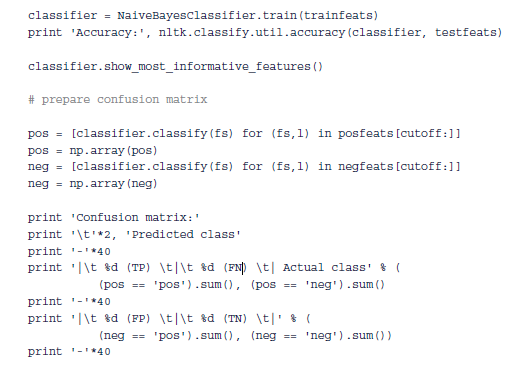 classifier = NaiveBayesClassifier.train(trainfeats)
print 'Accuracy:', nltk.classify.util.accuracy(classifier, testfeats)

classifier.show_most_informative_features()

# prepare confusion matrix

pos = [classifier.classify(fs) for (fs,l) in posfeats[cutoff:]]
pos = np.array(pos)
neg = [classifier.classify(fs) for (fs,l) in negfeats[cutoff:]]
neg = np.array(neg)

print 'Confusion matrix:'
print '\t'*2, 'Predicted class'
print '-'*40
print '|\t %d (TP) \t|\t %d (FN) \t| Actual class' % (
          (pos == 'pos').sum(), (pos == 'neg').sum()
print '-'*40
print '|\t %d (FP) \t|\t %d (TN) \t|' % (
          (neg == 'pos').sum(), (neg == 'neg').sum())
print '-'*40